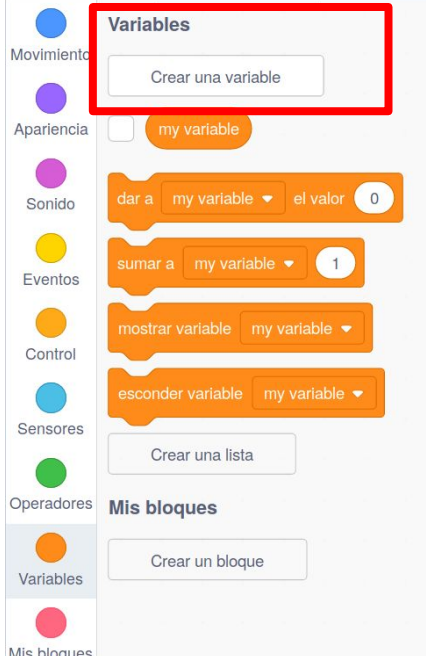 Movimiento
Apariencia
Sonido
Eventos
Control
Sensores
Operadores
Variables
Mis bloques
Variables
Crear una variable
my variable
dar a my variable el valor 0
sumar a my variable 1
mostrar variable my variable
esconder variable my variable
Crear una lista
Mis bloques
Crear un bloque